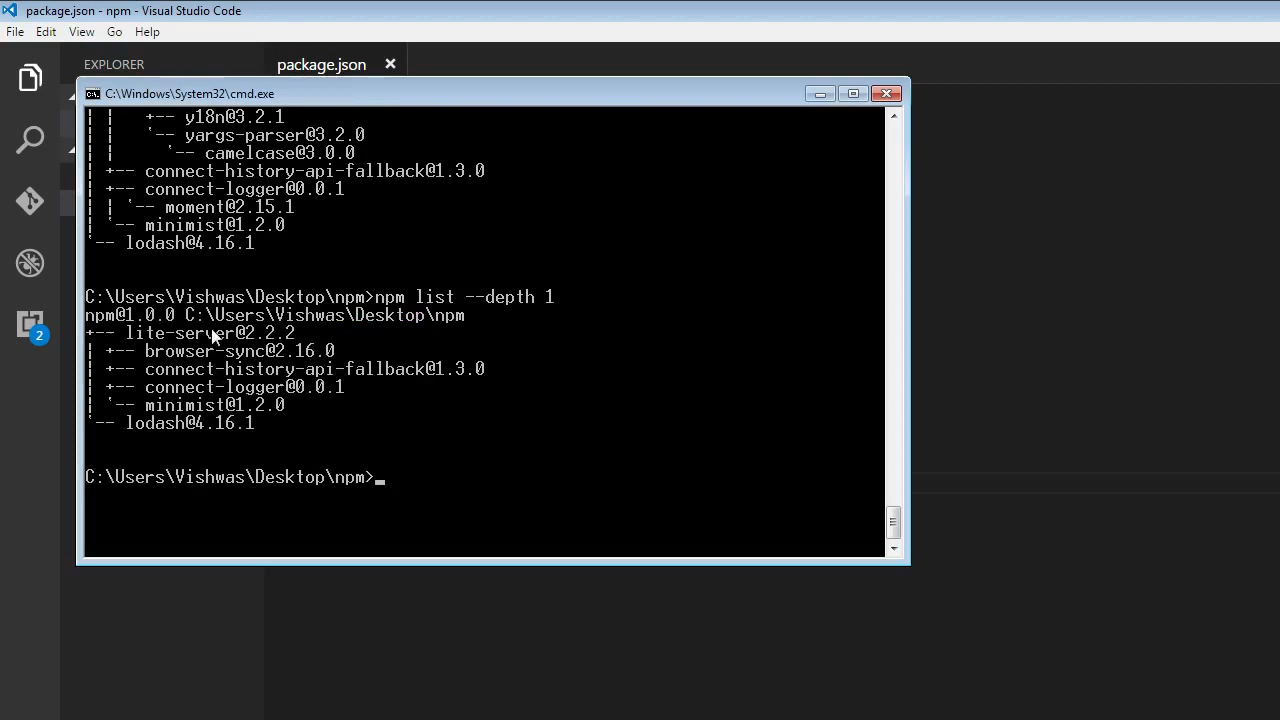 package.json - npm - Visual Studio Code
File Edit View Go Help
EXPLORER
package.json
C:\Windows\System32\cmd.exe
| | +-- y18n@3.2.1
| | `-- yargs-parser@3.2.0
| | `-- camelcase@3.0.0
| +-- connect-history-api-fallback@1.3.0
| +-- connect-logger@0.0.1
| | `-- moment@2.15.1
| `-- minimist@1.2.0
`-- lodash@4.16.1
C:\Users\Vishwas\Desktop\npm>npm list --depth 1
npm@1.0.0 C:\Users\Vishwas\Desktop\npm
+-- lite-server@2.2.2
| +-- browser-sync@2.16.0
| +-- connect-history-api-fallback@1.3.0
| +-- connect-logger@0.0.1
| `-- minimist@1.2.0
`-- lodash@4.16.1
C:\Users\Vishwas\Desktop\npm>_
2